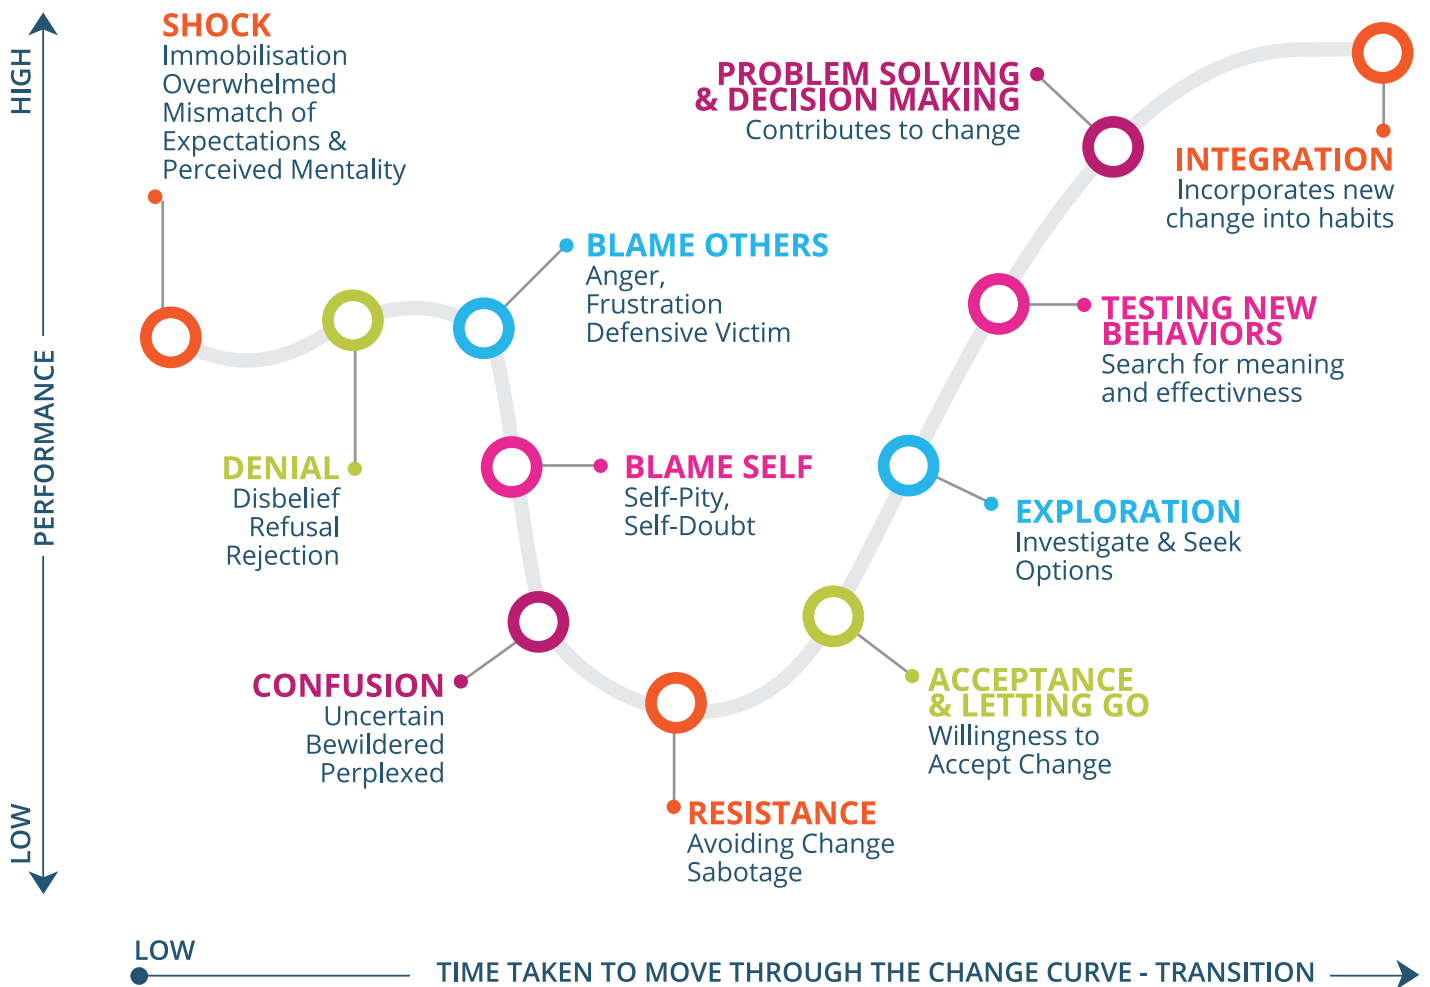 HIGH
PERFORMANCE
LOW
SHOCK
Immobilisation
Overwhelmed
Mismatch of
Expectations &
Perceived Mentality
DENIAL
Disbelief
Refusal
Rejection
BLAME OTHERS
Anger,
Frustration
Defensive Victim
BLAME SELF
Self-Pity,
Self-Doubt
CONFUSION
Uncertain
Bewildered
Perplexed
RESISTANCE
Avoiding Change
Sabotage
ACCEPTANCE
& LETTING GO
Willingness to
Accept Change
EXPLORATION
Investigate & Seek
Options
TESTING NEW
BEHAVIORS
Search for meaning
and effectivness
PROBLEM SOLVING
& DECISION MAKING
Contributes to change
INTEGRATION
Incorporates new
change into habits
LOW
TIME TAKEN TO MOVE THROUGH THE CHANGE CURVE - TRANSITION